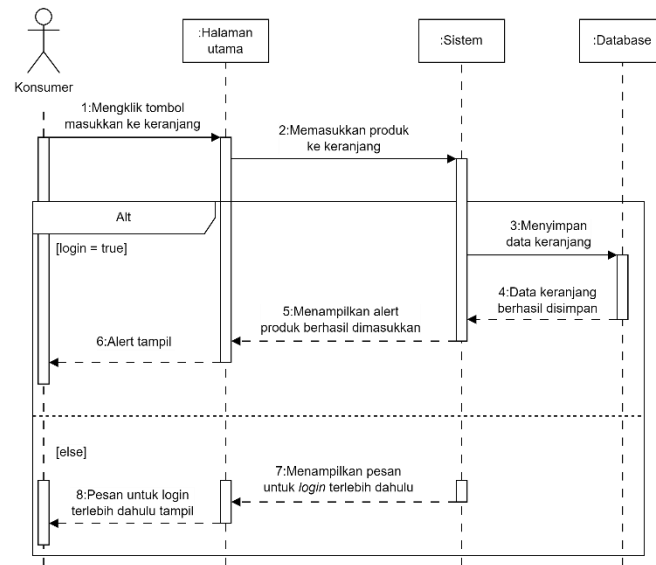 :Halaman
utama
:Sistem
:Database
Konsumer
1:Mengklik tombol
masukkan ke keranjang
2:Memasukkan produk
ke keranjang
Alt
[login = true]
3:Menyimpan
data keranjang
4:Data keranjang
berhasil disimpan
5:Menampilkan alert
produk berhasil dimasukkan
6:Alert tampil
[else]
7:Menampilkan pesan
untuk login terlebih dahulu
8:Pesan untuk login
terlebih dahulu tampil